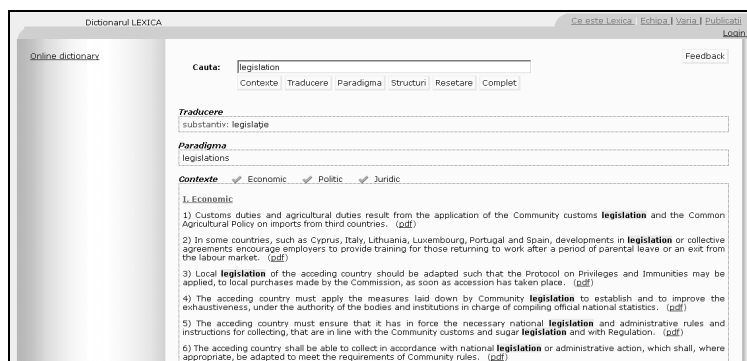 Dictionarul LEXICA
Ce este Lexica | Echipa | Varia | Publicatii
Login
Online dictionary
Feedback
Cauta: legislation
Contexte Traducere Paradigma Structuri Resetare Complet
Traducere
substantiv: legislaţie
Paradigma
legislations
Contexte Economic Politic Juridic
I. Economic
1) Customs duties and agricultural duties result from the application of the Community customs legislation and the Common
Agricultural Policy on imports from third countries. (pdf)
2) In some countries, such as Cyprus, Italy, Lithuania, Luxembourg, Portugal and Spain, developments in legislation or collective
agreements encourage employers to provide training for those returning to work after a period of parental leave or an exit from
the labour market. (pdf)
3) Local legislation of the acceding country should be adapted such that the Protocol on Privileges and Immunities may be
applied, to local purchases made by the Commission, as soon as accession has taken place. (pdf)
4) The acceding country must apply the measures laid down by Community legislation to establish and to improve the
exhaustiveness, under the authority of the bodies and institutions in charge of compiling official national statistics. (pdf)
5) The acceding country must ensure that it has in force the necessary national legislation and administrative rules and
instructions for collecting, that are in line with the Community customs and sugar legislation and with Regulation. (pdf)
6) The acceding country shall be able to collect in accordance with national legislation or administrative action, which shall, where
appropriate, be adapted to meet the requirements of Community rules. (pdf)